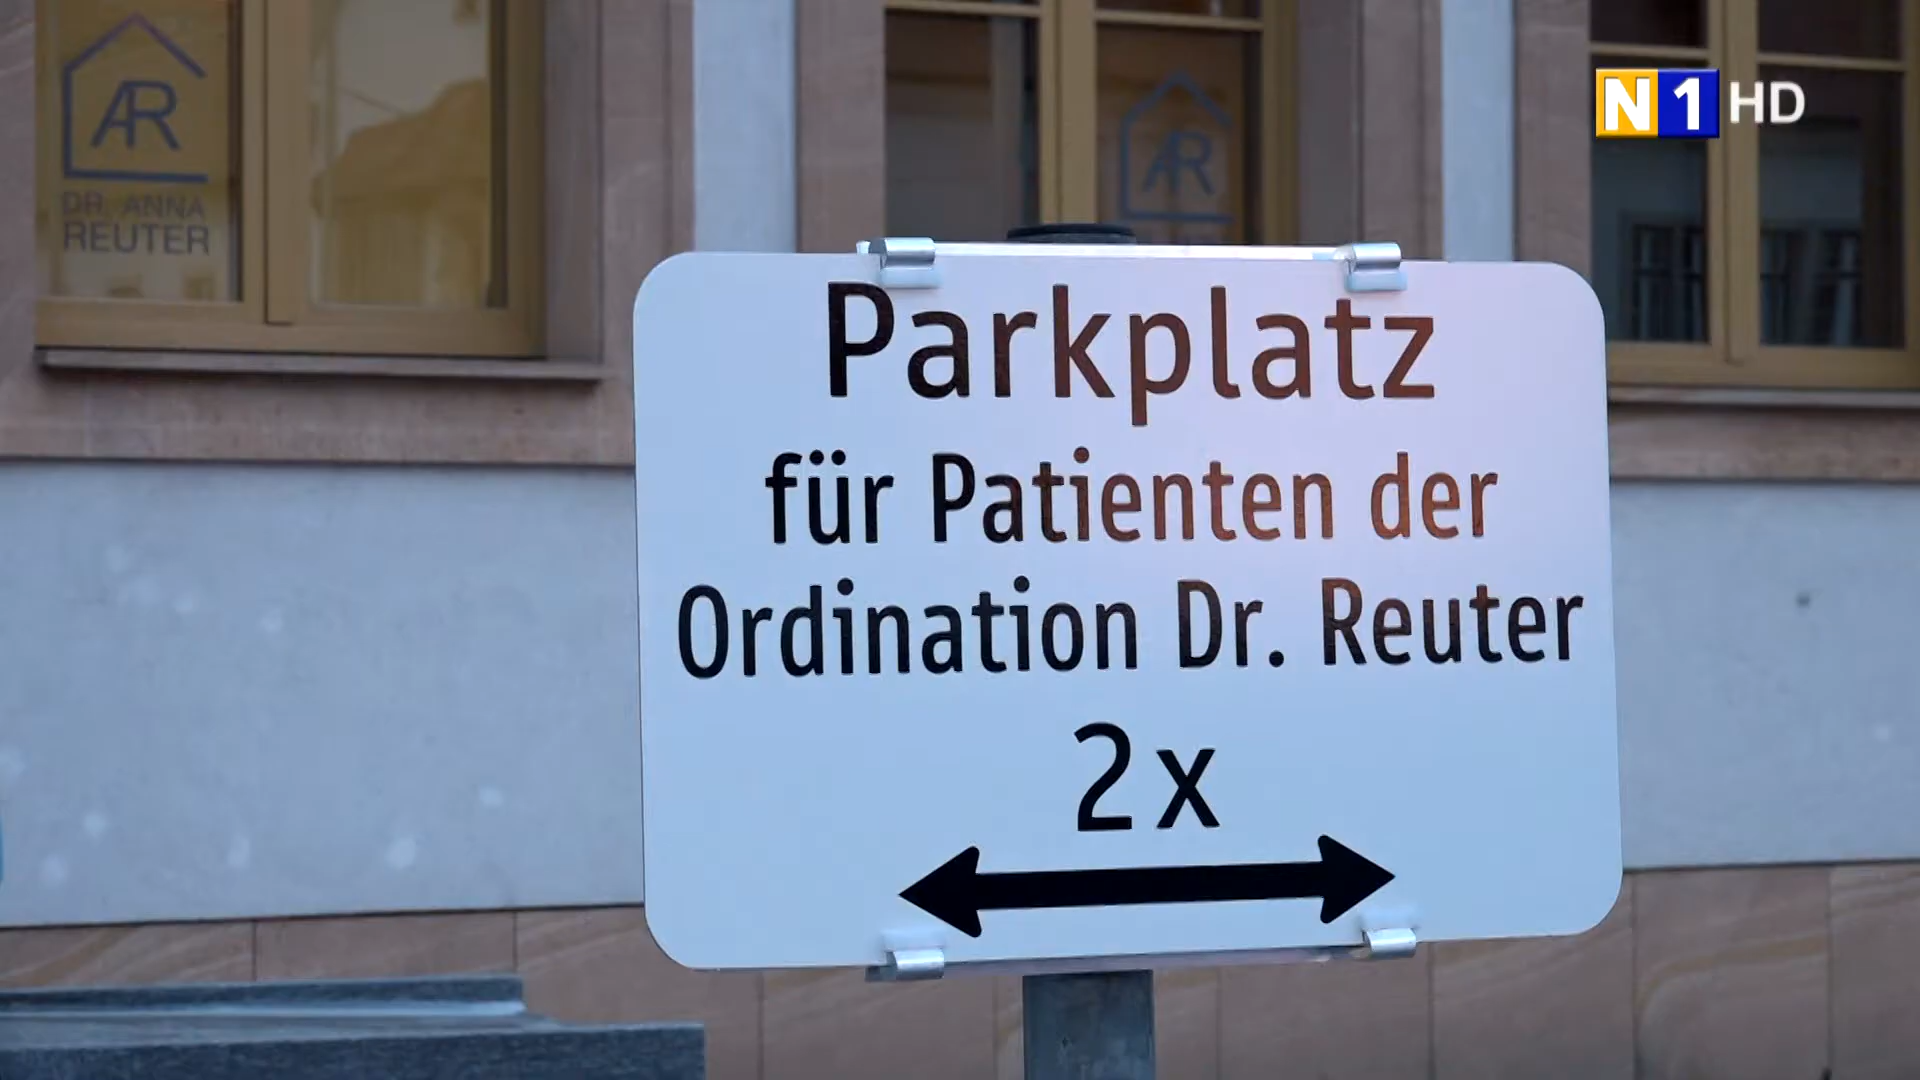 AR
DR. ANNA
REUTER
AR
N1 HD
Parkplatz
für Patienten der
Ordination Dr. Reuter
2x